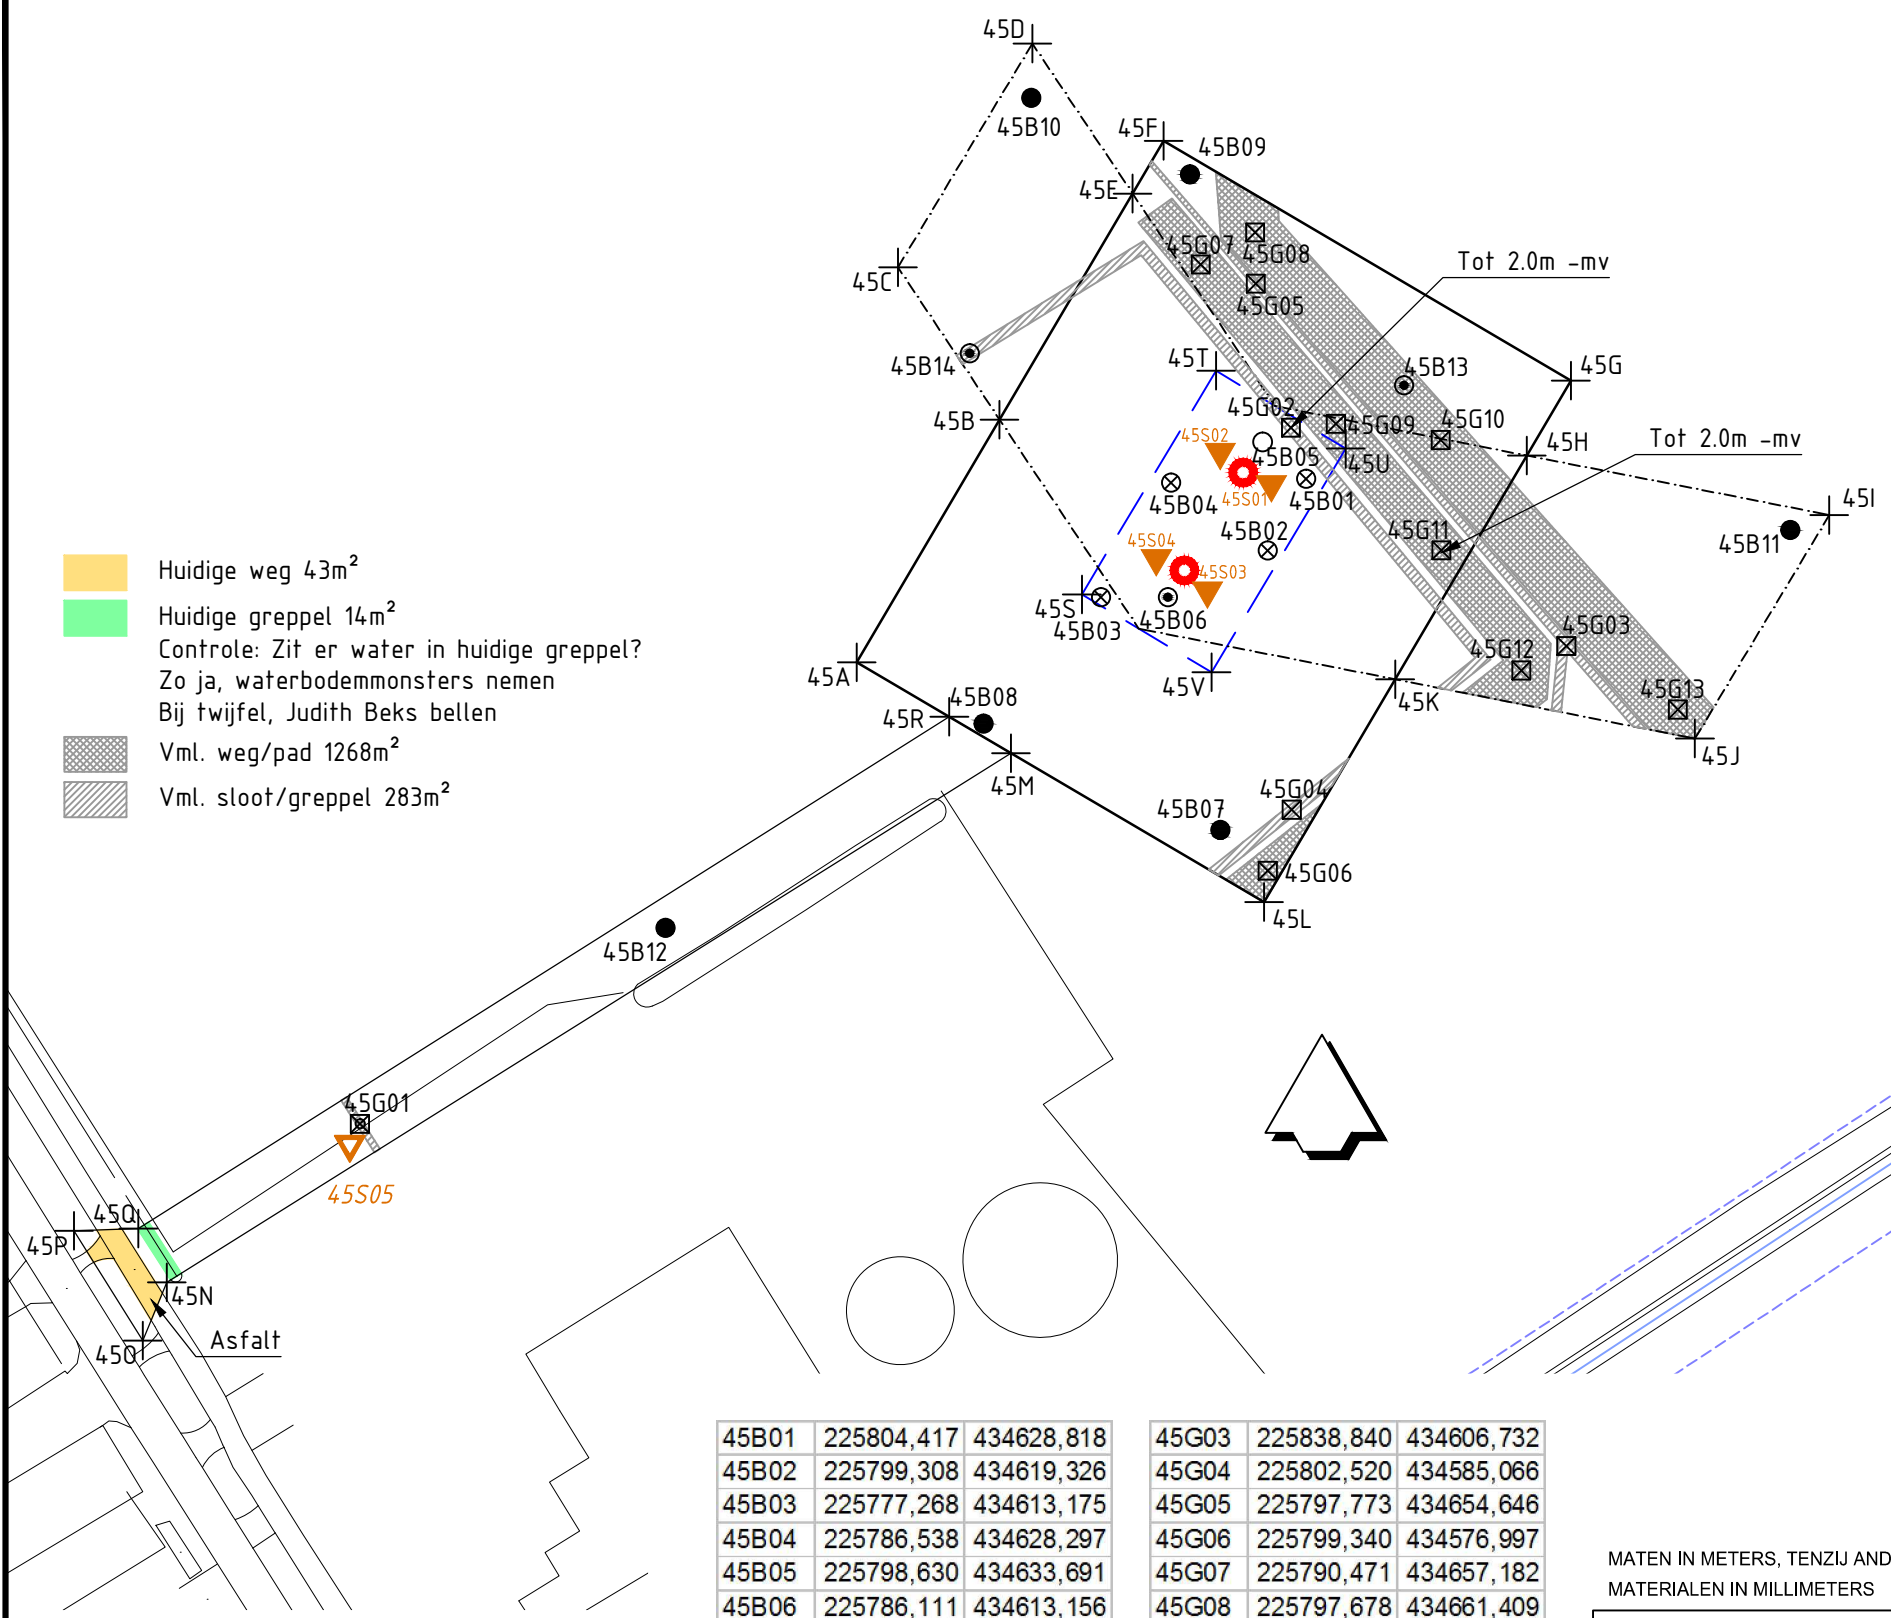 45D
45B10
45F
45B09
45E
45G07
45G08
45C
45G05
Tot 2.0m -mv
45B14
45T
45B13
45G
45B
45G02
45G09
45G10
45H
Tot 2.0m -mv
45S02
45B05
45U
45S01
45B04
45B01
45I
45S04
45B02
45G11
45B11
45S03
45S
45B03
45B06
45G03
45G12
45A
45V
45K
45G13
45R
45B08
45J
45M
45G04
45B07
45G06
45L
45B12
Huidige weg 43m²
Huidige greppel 14m²
Controle: Zit er water in huidige greppel?
Zo ja, waterbodemmonsters nemen
Bij twijfel, Judith Beks bellen
Vml. weg/pad 1268m²
Vml. sloot/greppel 283m²
45G01
45S05
45Q
45P
45N
45O
Asfalt
45B01 225804,417 434628,818
45B02 225799,308 434619,326
45B03 225777,268 434613,175
45B04 225786,538 434628,297
45B05 225798,630 434633,691
45B06 225786,111 434613,156
45G03 225838,840 434606,732
45G04 225802,520 434585,066
45G05 225797,773 434654,646
45G06 225799,340 434576,997
45G07 225790,471 434657,182
45G08 225797,678 434661,409
MATEN IN METERS, TENZIJ AND
MATERIALEN IN MILLIMETERS